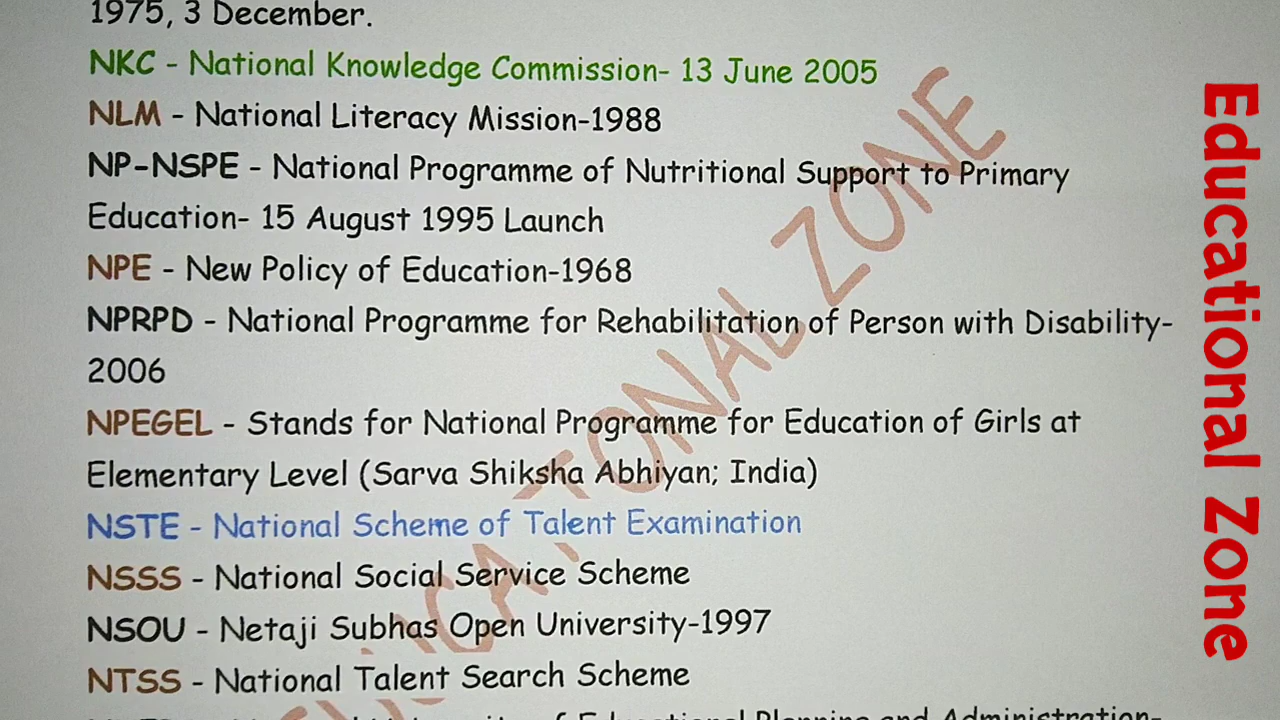 1975, 3 December.
NKC - National Knowledge Commission- 13 June 2005
NLM - National Literacy Mission-1988
NP-NSPE - National Programme of Nutritional Support to Primary
Education- 15 August 1995 Launch
NPE - New Policy of Education-1968
NPRPD - National Programme for Rehabilitation of Person with Disability-
2006
NPEGEL - Stands for National Programme for Education of Girls at
Elementary Level (Sarva Shiksha Abhiyan; India)
NSTE - National Scheme of Talent Examination
NSSS - National Social Service Scheme
NSOU - Netaji Subhas Open University-1997
NTSS - National Talent Search Scheme
of Educational Planning and Administration-
ZONE
Educational Zone